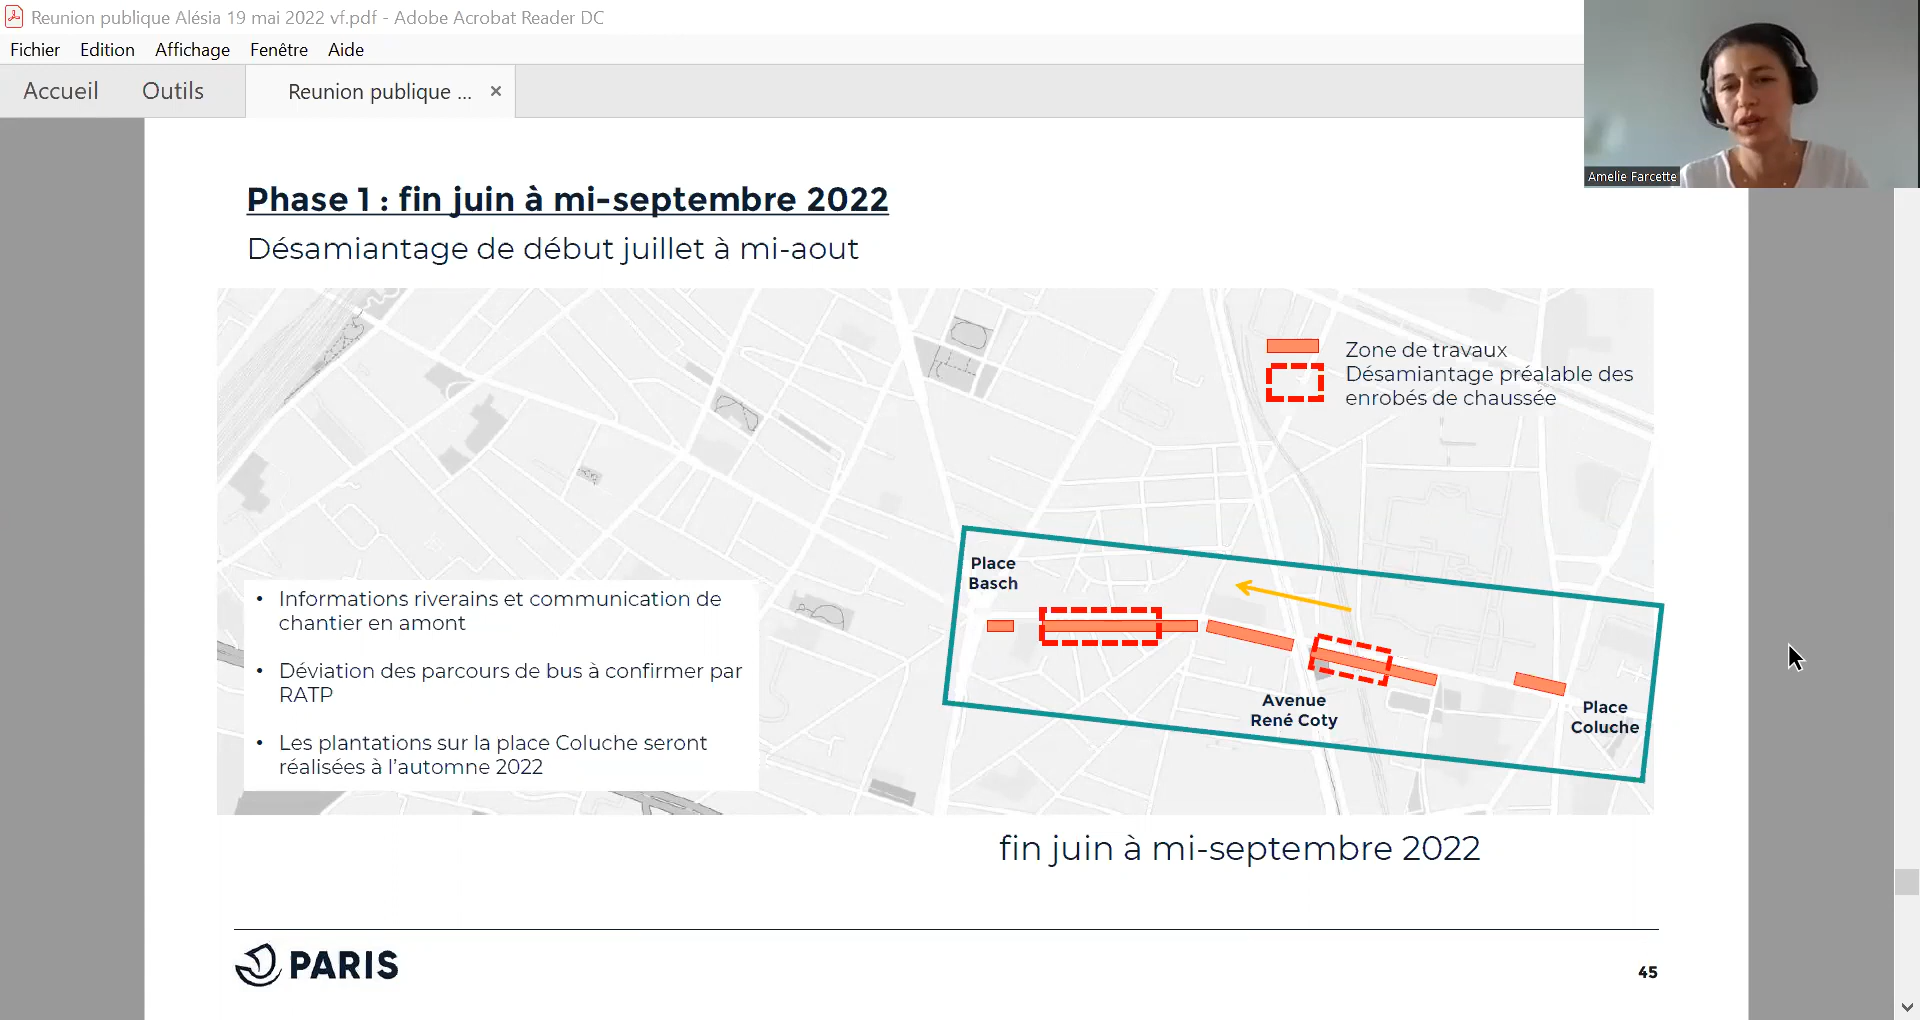 Reunion publique Alésia 19 mai 2022 vf.pdf - Adobe Acrobat Reader DC
Fichier Edition Affichage Fenêtre Aide
Accueil Outils Reunion publique ... ×
Amelie Farcette
Phase 1 : fin juin à mi-septembre 2022
Désamiantage de début juillet à mi-aout
Zone de travaux
Désamiantage préalable des
enrobés de chaussée
Place
Basch
Avenue
René Coty
Place
Coluche
• Informations riverains et communication de
chantier en amont
• Déviation des parcours de bus à confirmer par
RATP
• Les plantations sur la place Coluche seront
réalisées à l'automne 2022
fin juin à mi-septembre 2022
PARIS
45